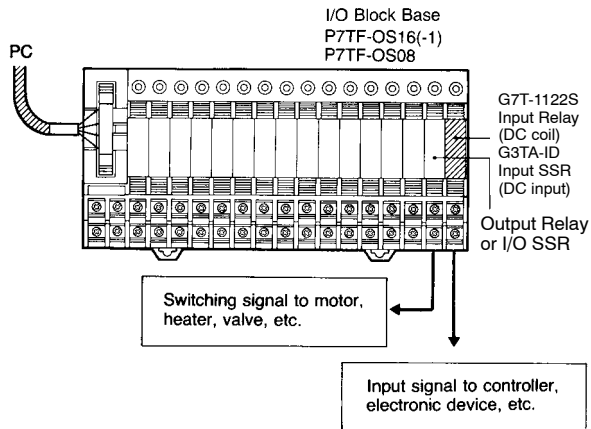 I/O Block Base
P7TF-OS16(-1)
P7TF-OS08
PC
G7T-1122S
Input Relay
(DC coil)
G3TA-ID
Input SSR
(DC input)
Output Relay
or I/O SSR
Switching signal to motor,
heater, valve, etc.
Input signal to controller,
electronic device, etc.